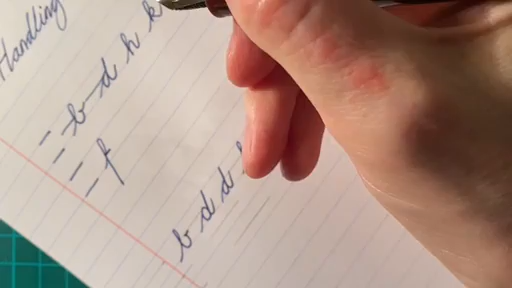 Handling
- b d h k
-
-
- f
b d d